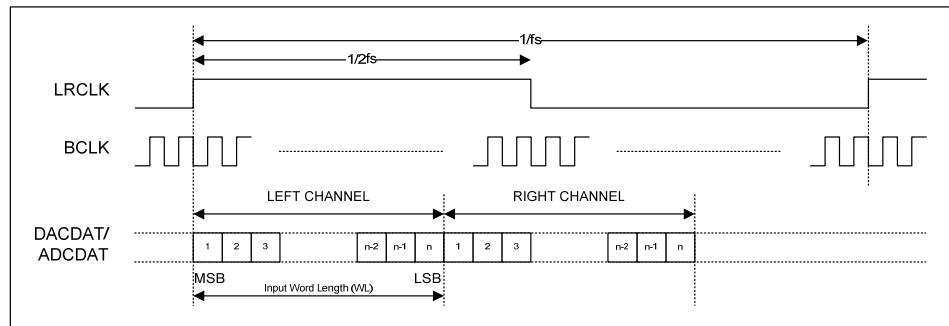 1/fs
1/2fs
LRCLK
BCLK
LEFT CHANNEL RIGHT CHANNEL
DACDAT/
ADCDAT
1 2 3 n-2 n-1 n 1 2 3 n-2 n-1 n
MSB LSB
Input Word Length (WL)